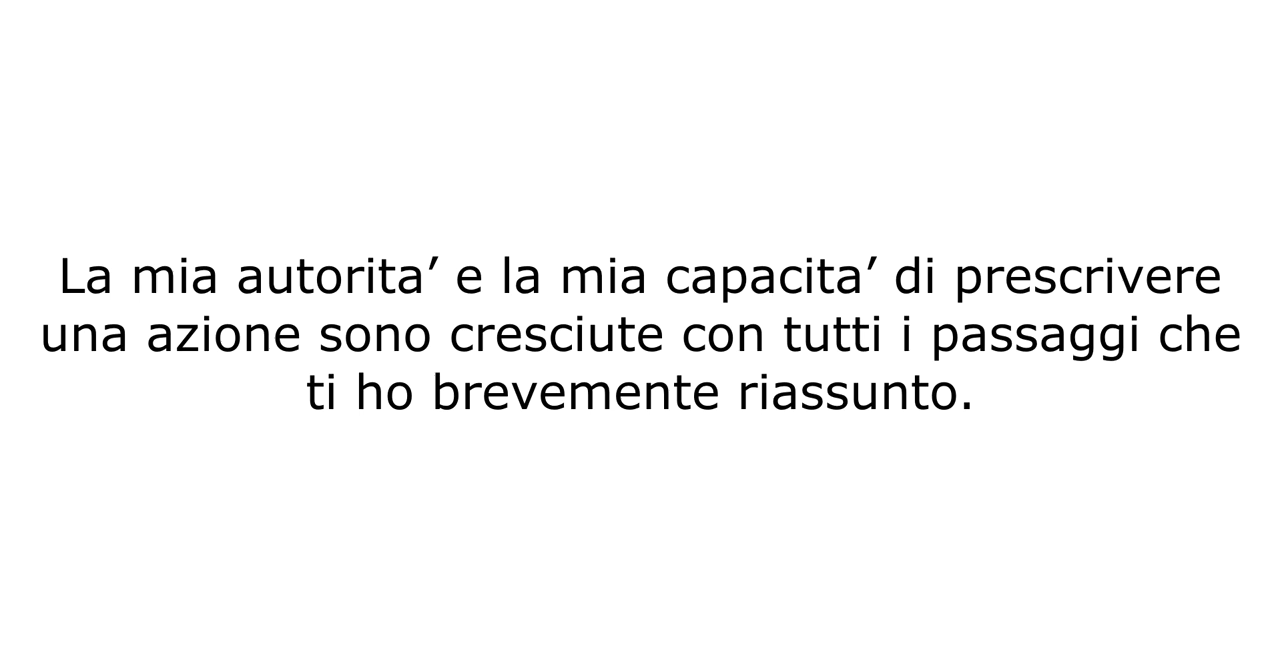 La mia autorita’ e la mia capacita’ di prescrivere
una azione sono cresciute con tutti i passaggi che
ti ho brevemente riassunto.